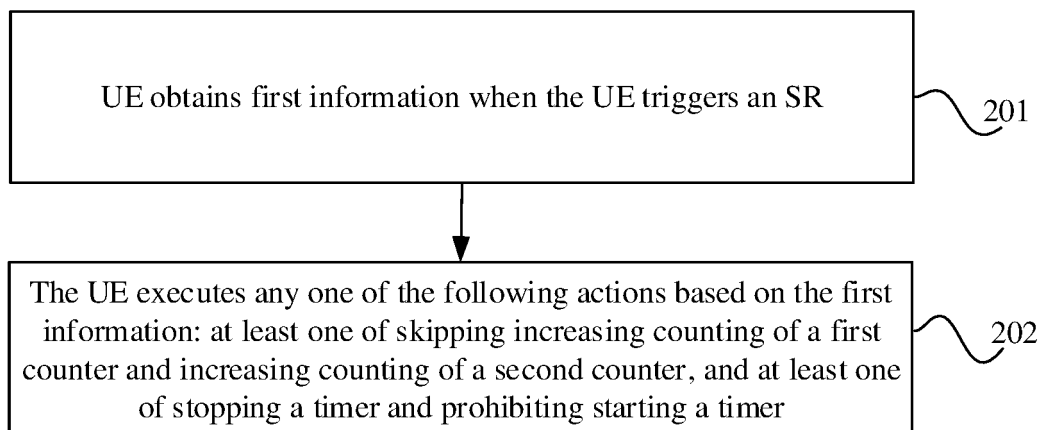 UE obtains first information when the UE triggers an SR
201
The UE executes any one of the following actions based on the first
information: at least one of skipping increasing counting of a first
counter and increasing counting of a second counter, and at least one
of stopping a timer and prohibiting starting a timer
202